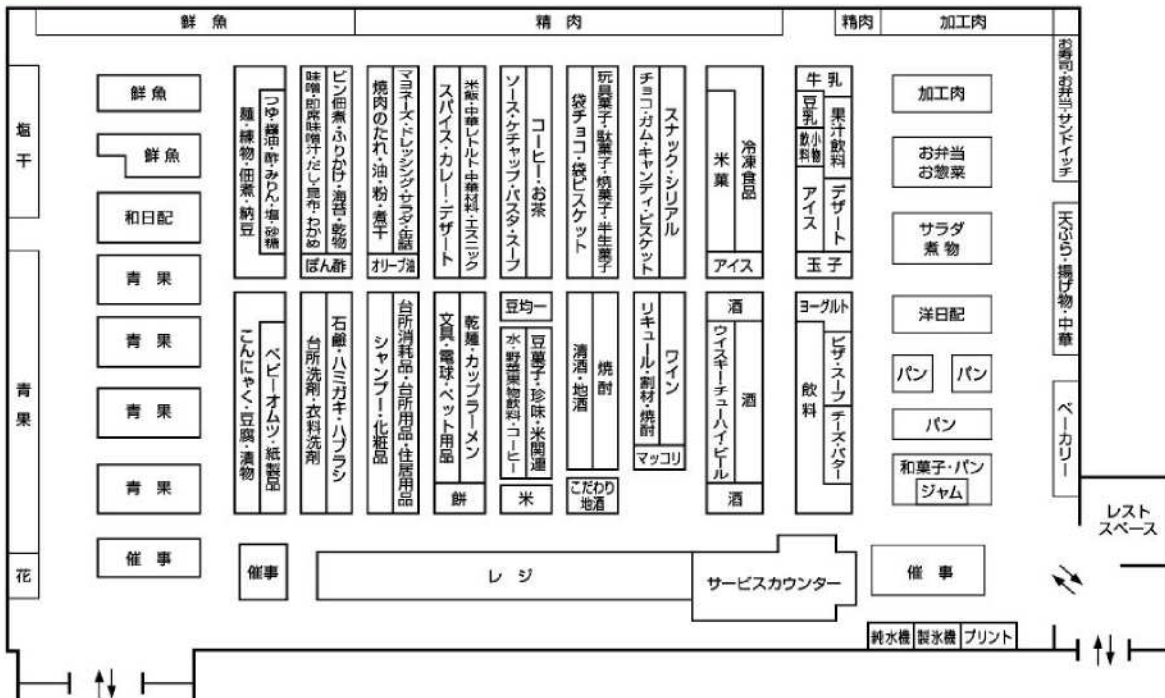 鮮魚
精肉
精肉
加工肉
塩干
青果
花
鮮魚
鮮魚
和日配
青果
青果
青果
青果
催事
つゆ・醤油・酢・みりん・塩・砂糖
麺・練物・佃煮・納豆
ビン佃煮・ふりかけ・海苔・乾物
味噌・即席味噌汁・だし・昆布・わかめ
ぽん酢
マヨネーズ・ドレッシング・サラダ・缶詰
焼肉のたれ・油・粉・煮干
オリーブ油
米飯・中華レトルト・中華材料・エスニック
スパイス・カレー・デザート
コーヒー・お茶
ソース・ケチャップ・パスタ・スープ
玩具菓子・駄菓子・焼菓子・半生菓子
袋チョコ・袋ビスケット
スナック・シリアル
チョコ・ガム・キャンディ・ビスケット
冷凍食品
米菓
アイス
牛乳
豆乳
果汁飲料
小物飲料
アイス
デザート
玉子
ベビーオムツ・紙製品
こんにゃく・豆腐・漬物
石鹸・ハミガキ・ハブラシ
台所洗剤・衣料洗剤
台所消耗品・台所用品・住居用品
シャンプー・化粧品
乾麺・カップラーメン
文具・電球・ペット用品
餅
豆均一
豆菓子・珍味・米関連
水・野菜果物飲料・コーヒー
米
焼酎
清酒・地酒
こだわり
地酒
ワイン
リキュール・割材・焼酎
マッコリ
酒
酒
ウイスキー・チューハイ・ビール
酒
ヨーグルト
ピザ・スープ
チーズ・バター
飲料
加工肉
お弁当
お惣菜
サラダ
煮物
洋日配
パン
パン
パン
和菓子・パン
ジャム
お寿司・お弁当・サンドイッチ
天ぷら・揚げ物・中華
ベーカリー
レスト
スペース
催事
レジ
サービスカウンター
催事
純水機
製氷機
プリント